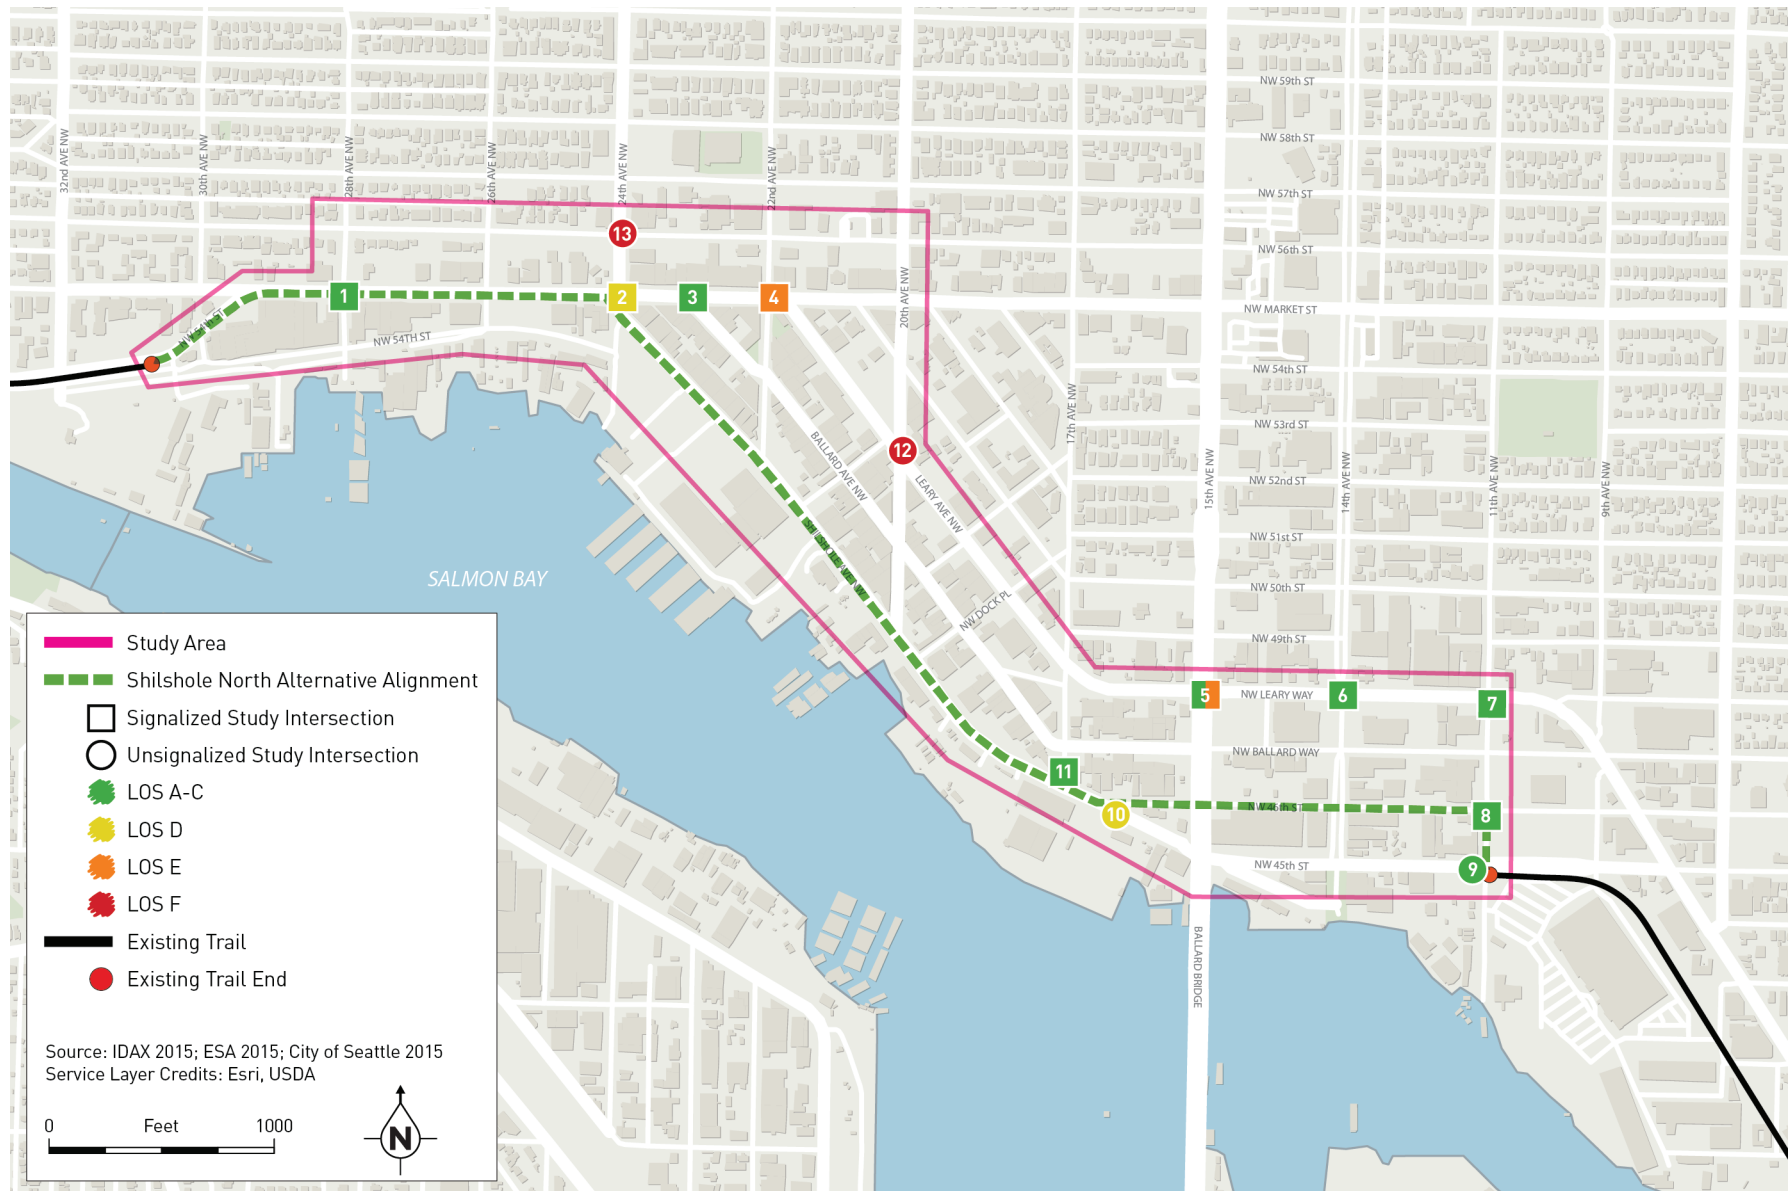 NW 59th ST
NW 58th ST
32nd AVE NW
30th AVE NW
28th AVE NW
26th AVE NW
24th AVE NW
22nd AVE NW
NW 57th ST
13
NW 56th ST
20th AVE NW
1
2
3
4
NW MARKET ST
NW 54th ST
NW 54TH ST
NW 54th ST
17th AVE NW
NW 53rd ST
12
BALLARD AVE NW
LEARY AVE NW
15th AVE NW
14th AVE NW
11th AVE NW
9th AVE NW
NW 52nd ST
NW 51st ST
SHILSHOLE AVE NW
SALMON BAY
NW 50th ST
NW DOCK PL
NW 49th ST
5
NW LEARY WAY
6
7
NW BALLARD WAY
11
10
NW 46th ST
8
NW 45th ST
9
BALLARD BRIDGE
Study Area
Shilshole North Alternative Alignment
Signalized Study Intersection
Unsignalized Study Intersection
LOS A-C
LOS D
LOS E
LOS F
Existing Trail
Existing Trail End
Source: IDAX 2015; ESA 2015; City of Seattle 2015
Service Layer Credits: Esri, USDA
0 Feet 1000
N